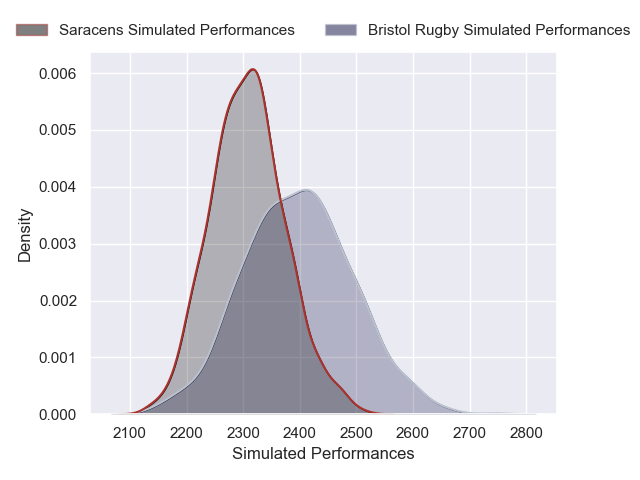 Saracens Simulated Performances Bristol Rugby Simulated Performances
0.006
0.005
0.004
0.003
0.002
0.001
0.000
Density
2100 2200 2300 2400 2500 2600 2700 2800
Simulated Performances